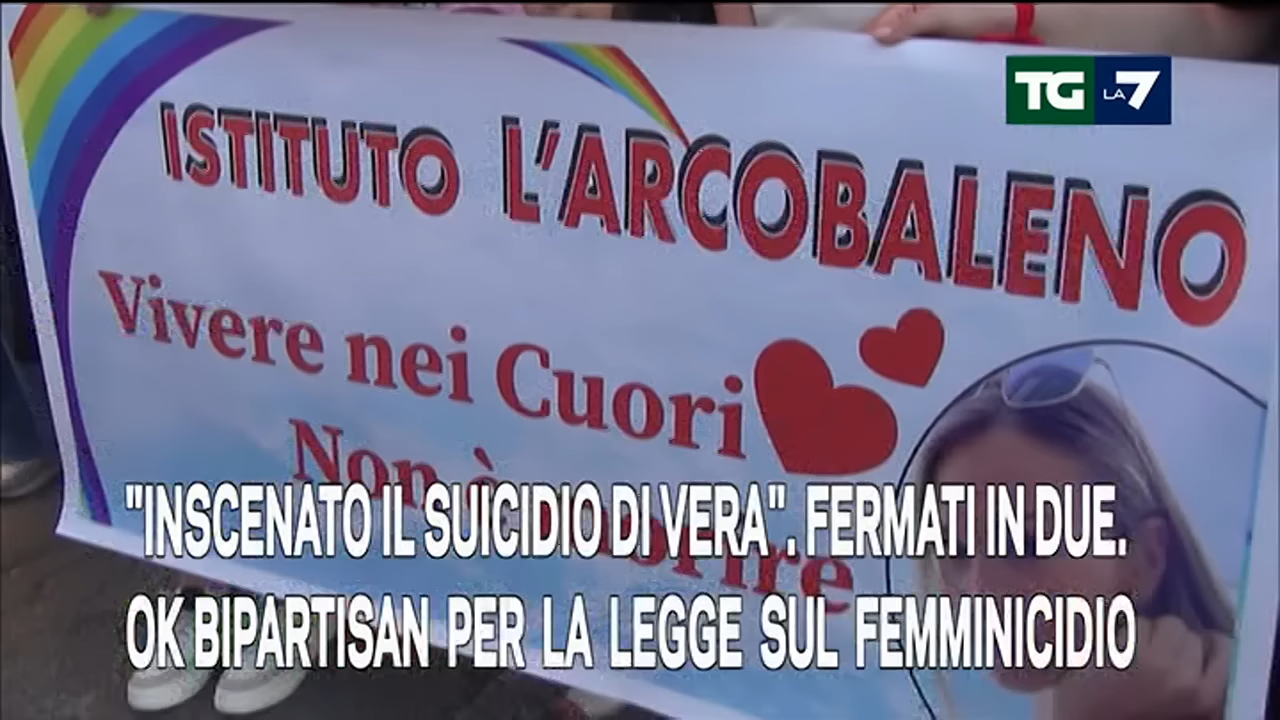 TG LA7
ISTITUTO L'ARCOBALENO
Vivere nei Cuori
Non è
"INSCENATO IL SUICIDIO DI VERA". FERMATI IN DUE.
OK BIPARTISAN PER LA LEGGE SUL FEMMINICIDIO